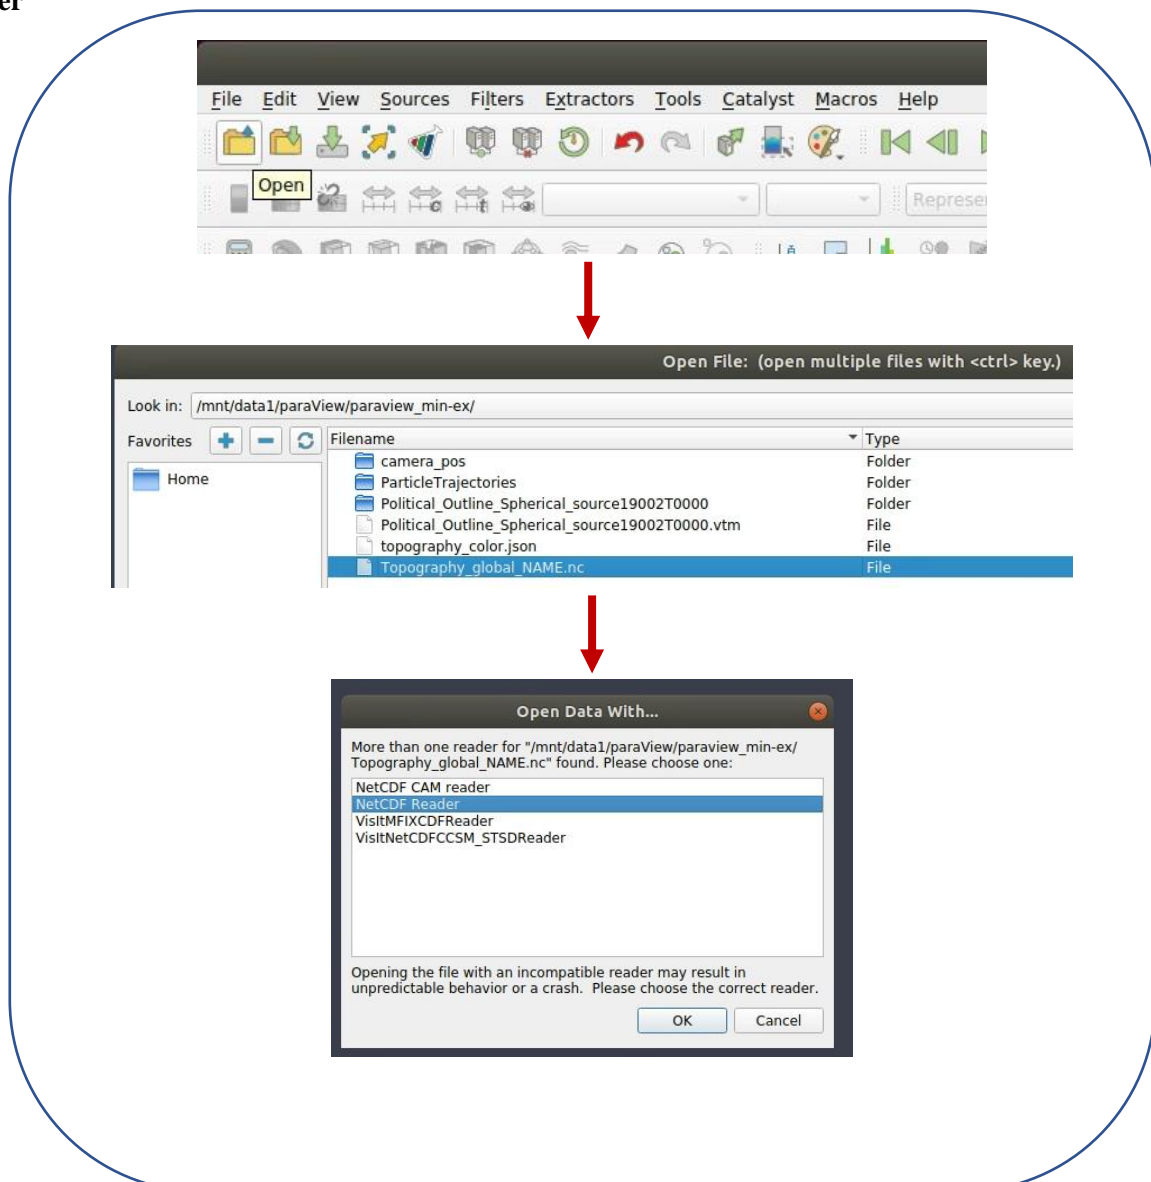 File Edit View Sources Filters Extractors Tools Catalyst Macros Help
Open
Open File: (open multiple files with <ctrl> key.)
Look in: /mnt/data1/paraView/paraview_min-ex/
Favorites
Filename Type
Home
camera_pos Folder
ParticleTrajectories Folder
Political_Outline_Spherical_source19002T0000 Folder
Political_Outline_Spherical_source19002T0000.vtm File
topography_color.json File
Topography_global_NAME.nc File
Open Data With...
More than one reader for "/mnt/data1/paraView/paraview_min-ex/
Topography_global_NAME.nc" found. Please choose one:
NetCDF CAM reader
NetCDF Reader
VisItMFIXCDFReader
VisItNetCDFCCSM_STSDReader
Opening the file with an incompatible reader may result in
unpredictable behavior or a crash. Please choose the correct reader.
OK Cancel